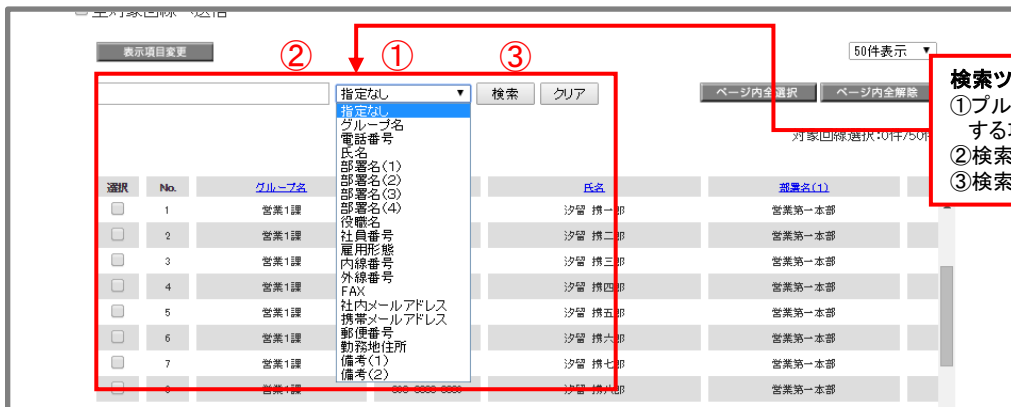 全対象回線へ送信
表示項目変更
② ① ③
50件表示 ▼
指定なし ▼ 検索 クリア
ページ内全選択 ページ内全解除
検索ツ
①プル
する
②検索
③検索
対象回線選択:0件/50件
指定なし
グループ名
電話番号
氏名
部署名(1)
部署名(2)
部署名(3)
部署名(4)
役職名
社員番号
雇用形態
内線番号
外線番号
FAX
社内メールアドレス
携帯メールアドレス
郵便番号
勤務地住所
備考(1)
備考(2)
選択 No. グループ名 氏名 部署名(1)
1 営業1課 汐留 携一郎 営業第一本部
2 営業1課 汐留 携二郎 営業第一本部
3 営業1課 汐留 携三郎 営業第一本部
4 営業1課 汐留 携四郎 営業第一本部
5 営業1課 汐留 携五郎 営業第一本部
6 営業1課 汐留 携六郎 営業第一本部
7 営業1課 汐留 携七郎 営業第一本部
8 営業1課 汐留 携八郎 営業第一本部